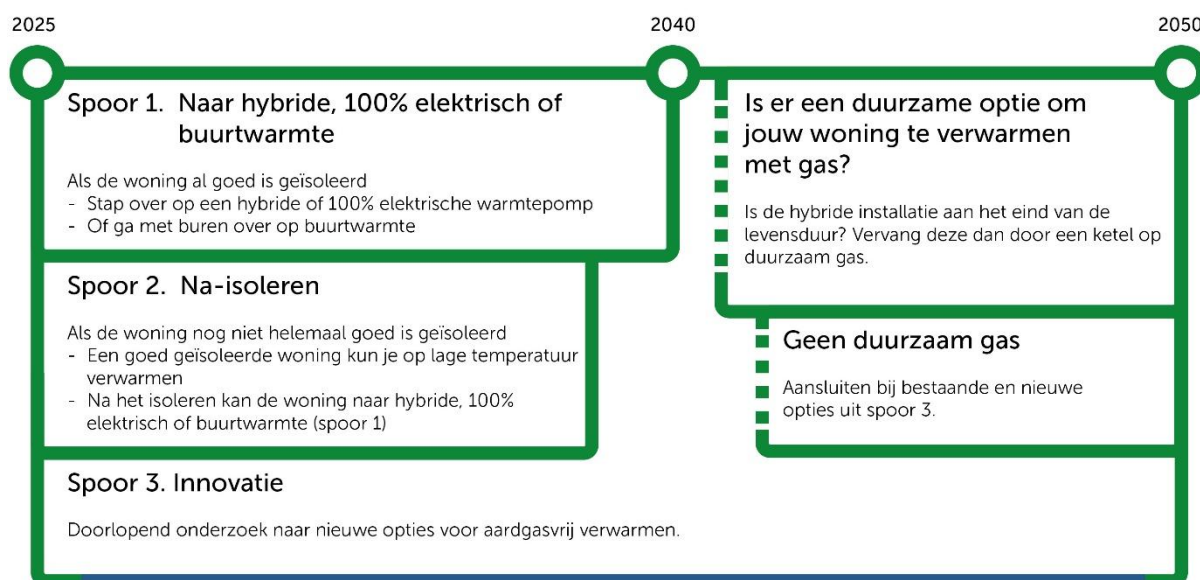 2025
2040
2050
Spoor 1. Naar hybride, 100% elektrisch of
buurtwarmte
Als de woning al goed is geïsoleerd
- Stap over op een hybride of 100% elektrische warmtepomp
- Of ga met buren over op buurtwarmte
Spoor 2. Na-isoleren
Als de woning nog niet helemaal goed is geïsoleerd
- Een goed geïsoleerde woning kun je op lage temperatuur
verwarmen
- Na het isoleren kan de woning naar hybride, 100%
elektrisch of buurtwarmte (spoor 1)
Spoor 3. Innovatie
Doorlopend onderzoek naar nieuwe opties voor aardgasvrij verwarmen.
Is er een duurzame optie om
jouw woning te verwarmen
met gas?
Is de hybride installatie aan het eind van de
levensduur? Vervang deze dan door een ketel op
duurzaam gas.
Geen duurzaam gas
Aansluiten bij bestaande en nieuwe
opties uit spoor 3.